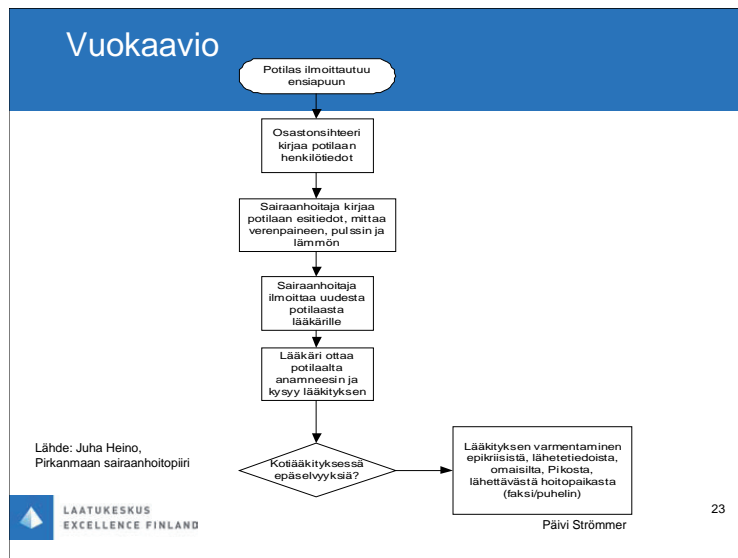 Vuokaavio
Potilas ilmoittautuu
ensiapuun
Osastonsihteeri
kirjaa potilaan
henkilötiedot
Sairaanhoitaja kirjaa
potilaan esitiedot, mittaa
verenpaineen, pulssin ja
lämmön
Sairaanhoitaja
ilmoittaa uudesta
potilaasta
lääkärille
Lääkäri ottaa
potilaalta
anamneesin ja
kysyy lääkityksen
Kotiääkityksessä
epäselvyyksiä?
Lääkityksen varmentaminen
epikriisistä, lähetetiedoista,
omaisilta, Pikosta,
lähettävästä hoitopaikasta
(faksi/puhelin)
Lähde: Juha Heino,
Pirkanmaan sairaanhoitopiiri
LAATUKESKUS
EXCELLENCE FINLAND
Päivi Strömmer
23